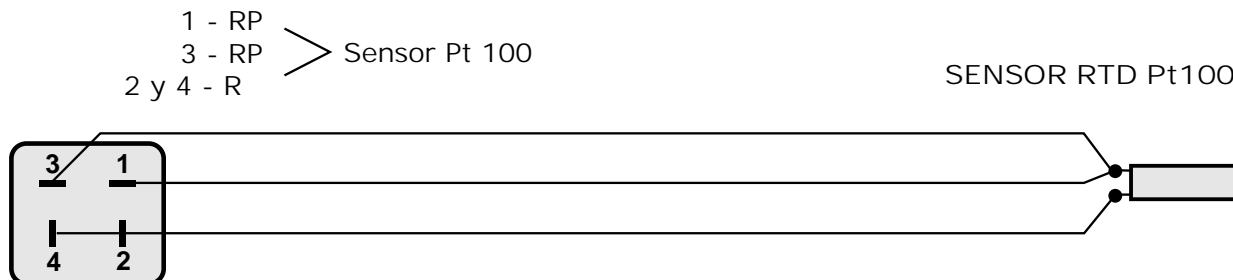 1 - RP
3 - RP
Sensor Pt 100
2 y 4 - R
SENSOR RTD Pt100
3 1
4 2